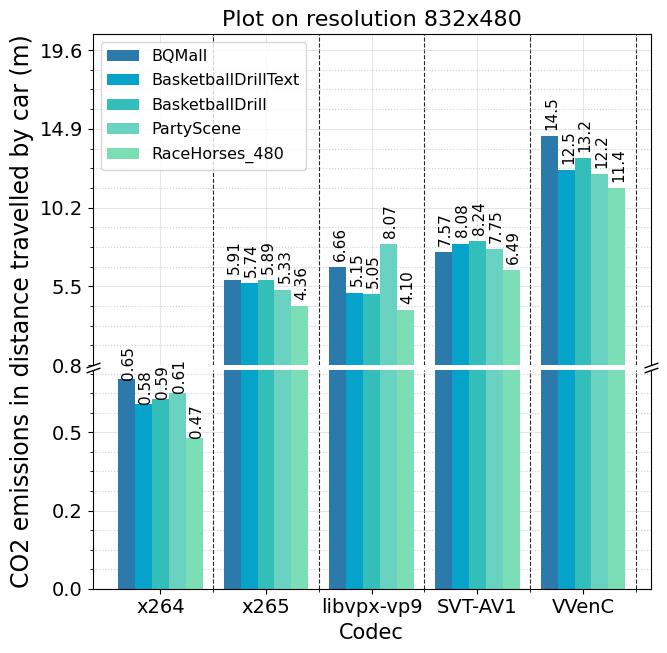 Plot on resolution 832x480
CO2 emissions in distance travelled by car (m)
19.6
14.9
10.2
5.5
0.8
0.5
0.2
0.0
BQMall
BasketballDrillText
BasketballDrill
PartyScene
RaceHorses_480
0.65
0.58
0.59
0.61
0.47
5.91
5.74
5.89
5.33
4.36
6.66
5.15
5.05
8.07
4.10
7.57
8.08
8.24
7.75
6.49
14.5
12.5
13.2
12.2
11.4
x264
x265
libvpx-vp9
SVT-AV1
VVenC
Codec